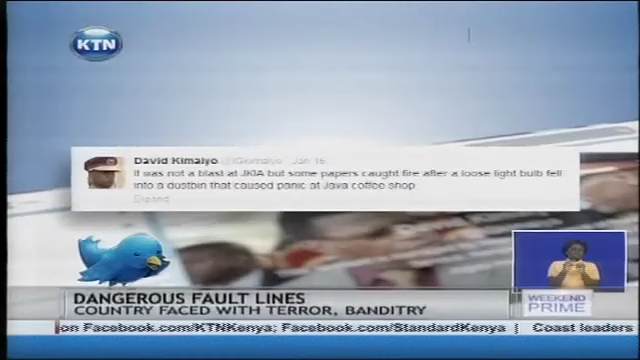 KTN
David Kimaiyo @IGkimaiyo Jan 16
It was not a blast at JKIA but some papers caught fire after a loose light bulb fell
into a dustbin that caused panic at Java coffee shop
Expand
DANGEROUS FAULT LINES
COUNTRY FACED WITH TERROR, BANDITRY
WEEKEND
PRIME
on Facebook.com/KTNKenya; Facebook.com/StandardKenya | Coast leaders